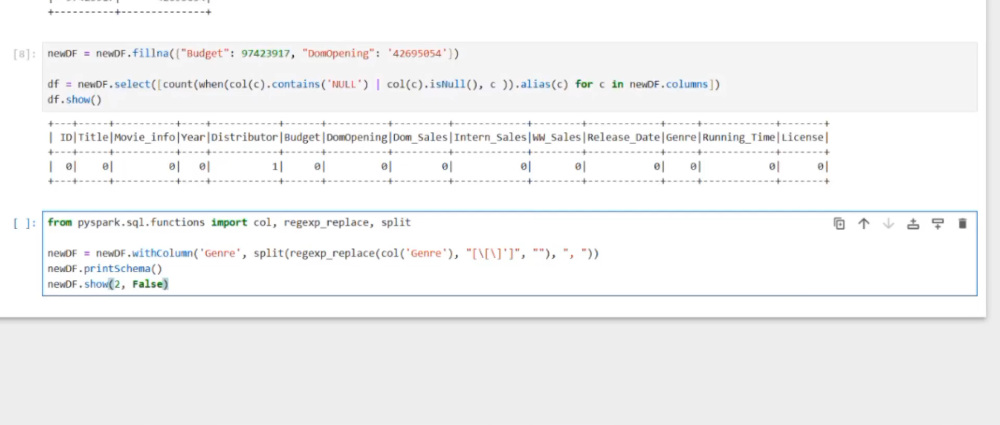 +----------+--------------+
[8]: newDF = newDF.fillna({"Budget": 97423917, "DomOpening": '42695054'})
df = newDF.select([count(when(col(c).contains('NULL') | col(c).isNull(), c )).alias(c) for c in newDF.columns])
df.show()
+---+-----+----------+----+-----------+------+----------+---------+------------+--------+------------+-----+------------+-------+
| ID|Title|Movie_info|Year|Distributor|Budget|DomOpening|Dom_Sales|Intern_Sales|WW_Sales|Release_Date|Genre|Running_Time|License|
+---+-----+----------+----+-----------+------+----------+---------+------------+--------+------------+-----+------------+-------+
|  0|    0|         0|   0|          1|     0|         0|        0|           0|       0|           0|    0|           0|      0|
+---+-----+----------+----+-----------+------+----------+---------+------------+--------+------------+-----+------------+-------+
[ ]: from pyspark.sql.functions import col, regexp_replace, split
newDF = newDF.withColumn('Genre', split(regexp_replace(col('Genre'), "[\[\]']", ""), ", "))
newDF.printSchema()
newDF.show(2, False)